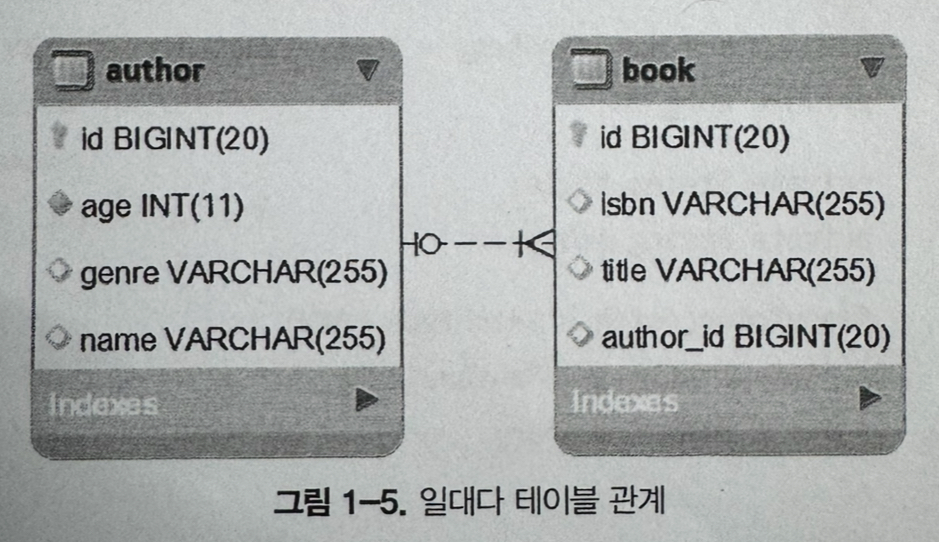 author
id BIGINT(20)
age INT(11)
genre VARCHAR(255)
name VARCHAR(255)
Indexes
book
id BIGINT(20)
isbn VARCHAR(255)
title VARCHAR(255)
author_id BIGINT(20)
Indexes
그림 1-5. 일대다 테이블 관계